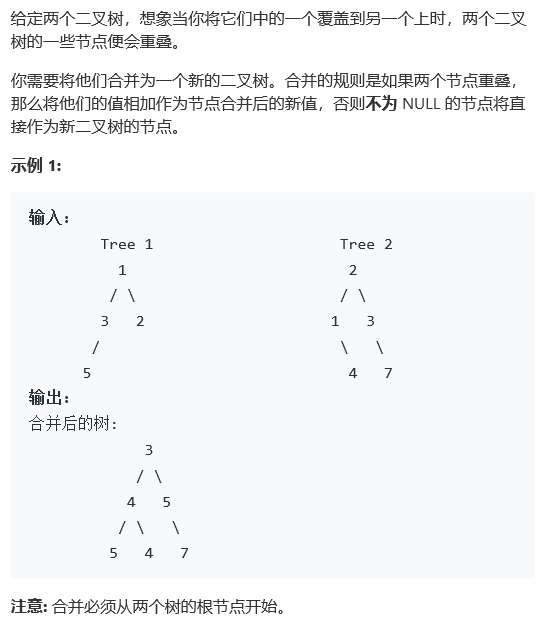 给定两个二叉树，想象当你将它们中的一个覆盖到另一个上时，两个二叉
树的一些节点便会重叠。
你需要将他们合并为一个新的二叉树。合并的规则是如果两个节点重叠，
那么将他们的值相加作为节点合并后的新值，否则不为 NULL 的节点将直
接作为新二叉树的节点。
示例 1:
输入:
Tree 1                     Tree 2
1                         2
/ \                       / \
3   2                     1   3
/                           \   \
5                             4   7
输出:
合并后的树:
3
/ \
4   5
/ \   \
5   4   7
注意: 合并必须从两个树的根节点开始。